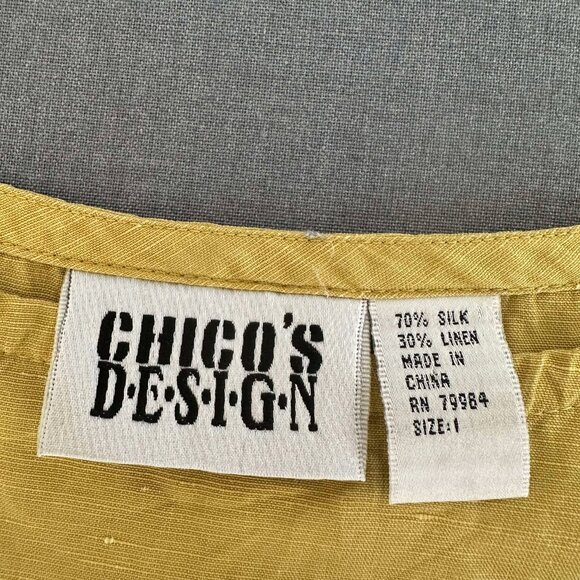 CHICO'S
D·E·S·I·G·N
70% SILK
30% LINEN
MADE IN
CHINA
RN 79984
SIZE: 1